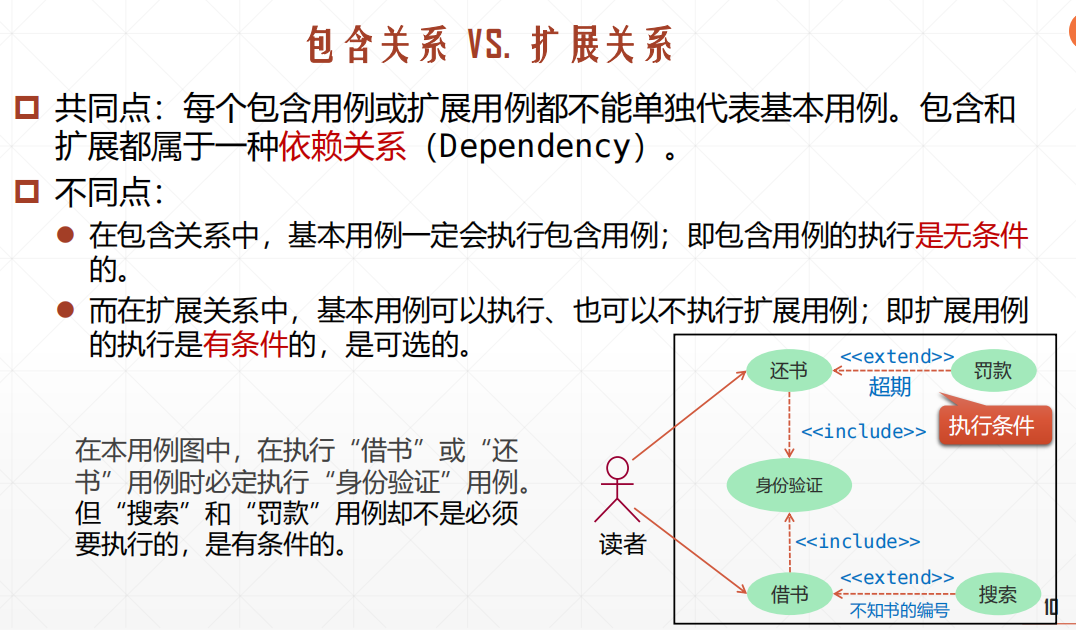 包含关系 VS. 扩展关系
共同点：每个包含用例或扩展用例都不能单独代表基本用例。包含和
扩展都属于一种依赖关系（Dependency）。
不同点：
在包含关系中，基本用例一定会执行包含用例；即包含用例的执行是无条件
的。
而在扩展关系中，基本用例可以执行、也可以不执行扩展用例；即扩展用例
的执行是有条件的，是可选的。
在本用例图中，在执行“借书”或“还
书”用例时必定执行“身份验证”用例。
但“搜索”和“罚款”用例却不是必须
要执行的，是有条件的。
还书
<<extend>>
罚款
超期
执行条件
<<include>>
身份验证
读者
<<include>>
借书
<<extend>>
搜索
不知书的编号
10